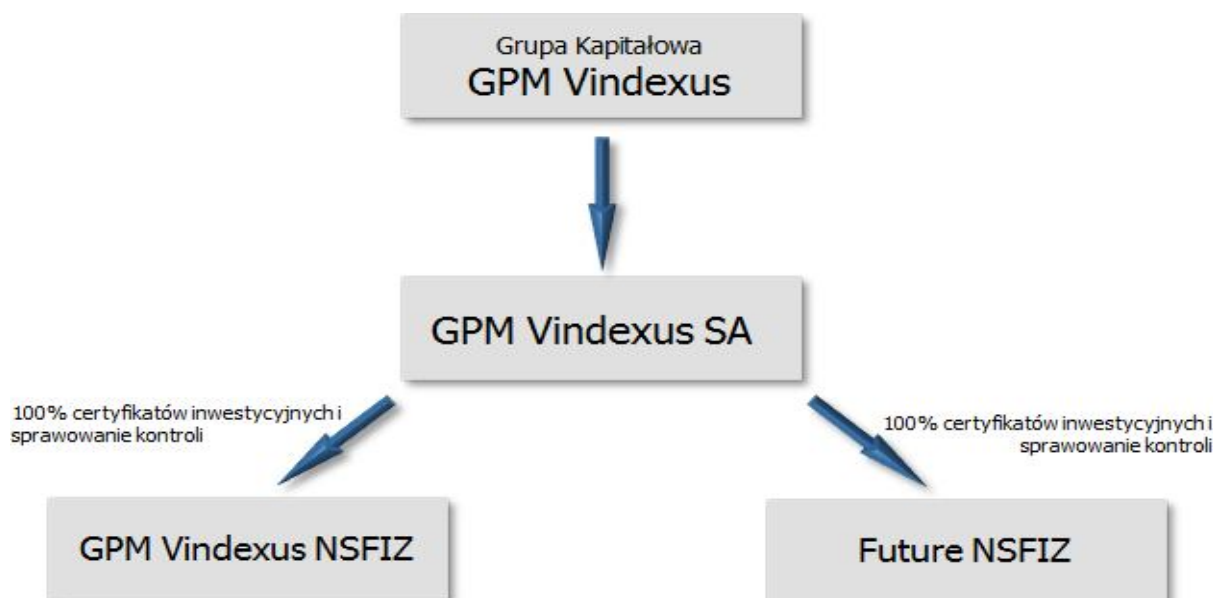 Grupa Kapitałowa
GPM Vindexus
GPM Vindexus SA
100% certyfikatów inwestycyjnych i
sprawowanie kontroli
100% certyfikatów inwestycyjnych i
sprawowanie kontroli
GPM Vindexus NSFIZ
Future NSFIZ